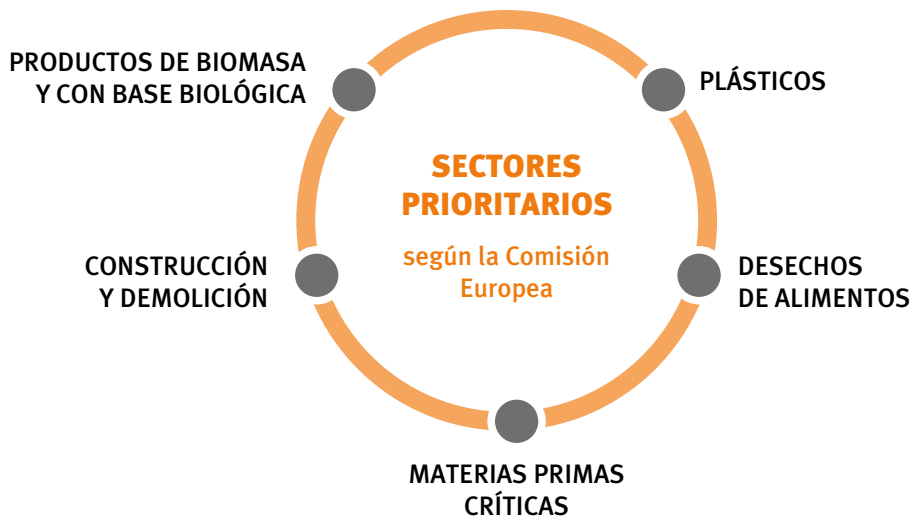 PRODUCTOS DE BIOMASA
Y CON BASE BIOLÓGICA
PLÁSTICOS
SECTORES
PRIORITARIOS
según la Comisión
Europea
CONSTRUCCIÓN
Y DEMOLICIÓN
DESECHOS
DE ALIMENTOS
MATERIAS PRIMAS
CRÍTICAS